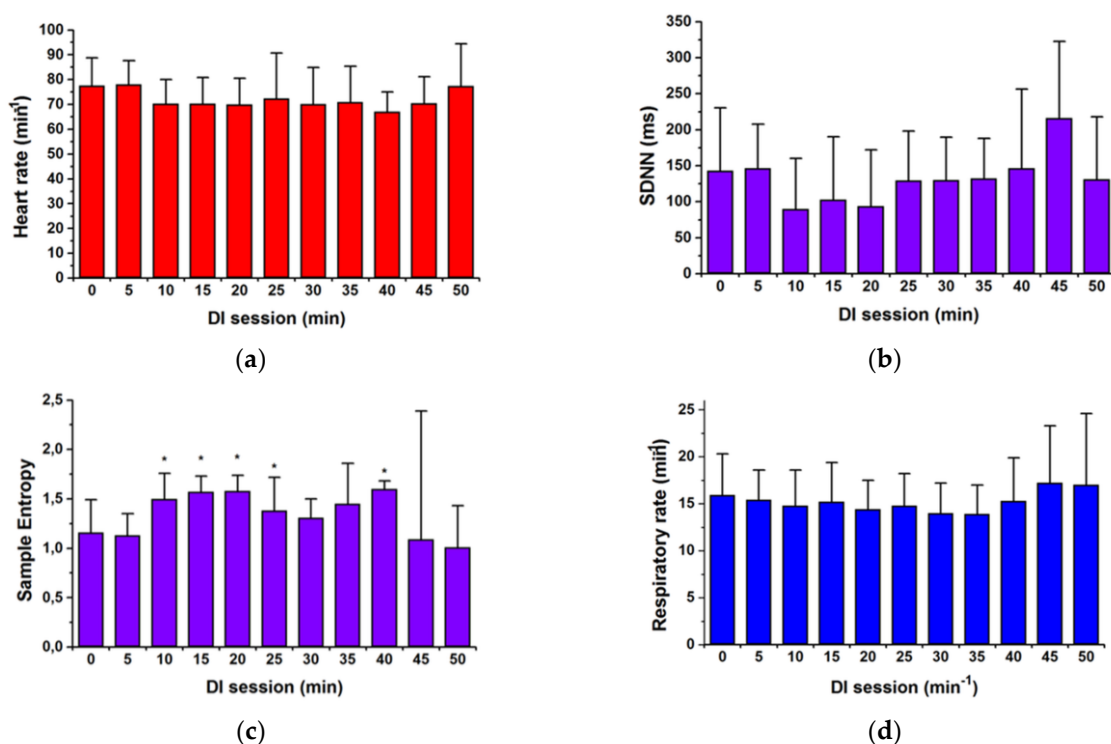 Heart rate (min⁻¹)
100
90
80
70
60
50
40
30
20
10
0
0 5 10 15 20 25 30 35 40 45 50
DI session (min)
(a)
SDNN (ms)
350
300
250
200
150
100
50
0
0 5 10 15 20 25 30 35 40 45 50
DI session (min)
(b)
Sample Entropy
2,5
2,0
1,5
1,0
0,5
0,0
* * * * *
0 5 10 15 20 25 30 35 40 45 50
DI session (min)
(c)
Respiratory rate (min⁻¹)
25
20
15
10
5
0
0 5 10 15 20 25 30 35 40 45 50
DI session (min⁻¹)
(d)